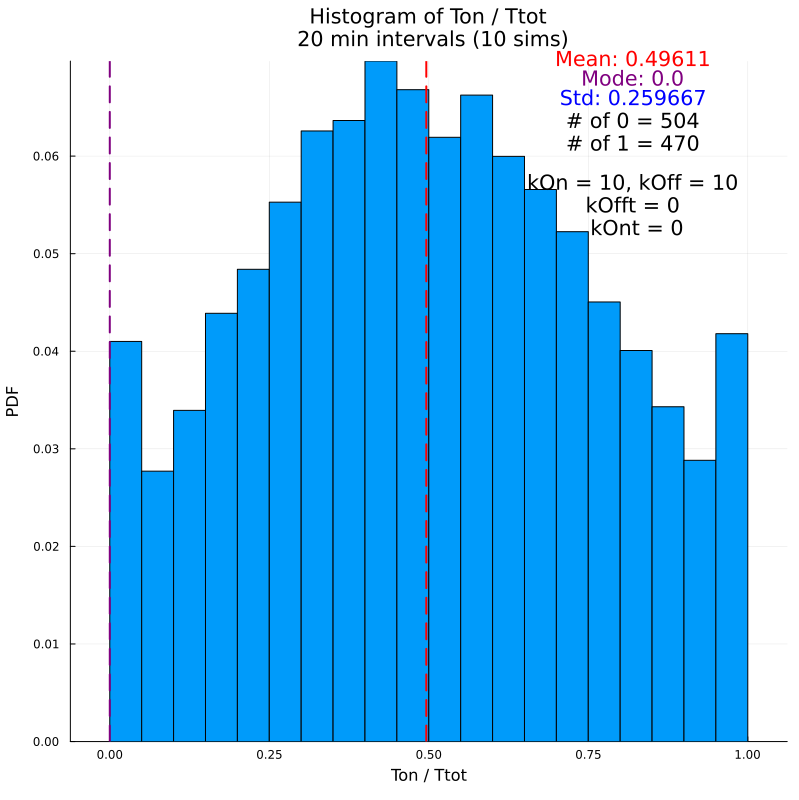 Histogram of Ton / Ttot
20 min intervals (10 sims)
Mean: 0.49611
Mode: 0.0
Std: 0.259667
# of 0 = 504
# of 1 = 470
kOn = 10, kOff = 10
kOfft = 0
kOnt = 0
PDF
0.06
0.05
0.04
0.03
0.02
0.01
0.00
0.00 0.25 0.50 0.75 1.00
Ton / Ttot